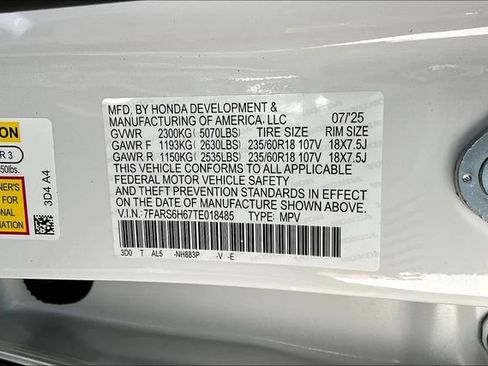 MFD. BY HONDA DEVELOPMENT &
MANUFACTURING OF AMERICA, LLC 07/'25
GVWR 2300KG( 5070LBS) TIRE SIZE RIM SIZE
GAWR F 1193KG ( 2630LBS) 235/60R18 107V 18X7.5J
GAWR R 1150KG( 2535LBS) 235/60R18 107V 18X7.5J
THIS VEHICLE CONFORMS TO ALL APPLICABLE
FEDERAL MOTOR VEHICLE SAFETY
AND THEFT PREVENTION STANDARDS IN EFFECT
ON THE DATE OF MANUFACTURE SHOWN ABOVE.
V.I.N.:7FARS6H67TE018485 TYPE: MPV
3D0 T AL5 -NH883P -V -E
3D4 A4
R 3